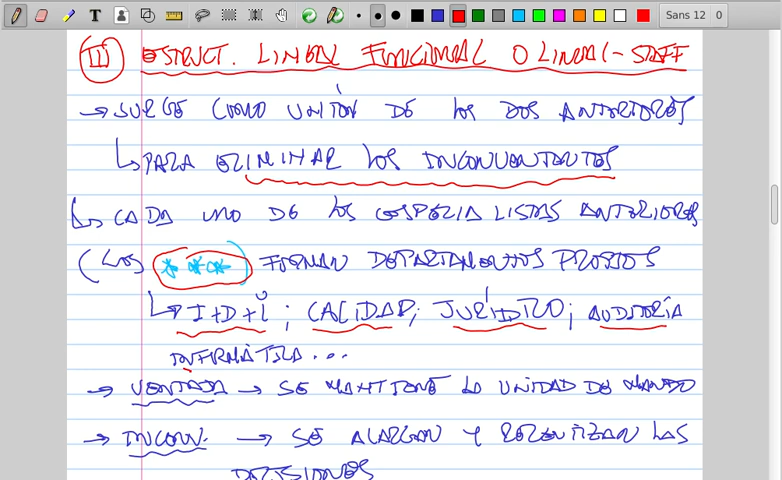 Sans 12 0
III ESTRUCT. LINEAL FUNCIONAL O LINEAL-STAFF
→ SURGE COMO UNIÓN DE LOS DOS ANTERIORES
↳ PARA ELIMINAR LOS INCONVENIENTES
↳ CADA UNO DE LOS ESPECIALISTAS ANTERIORES
(LOS ***) FORMAN DEPARTAMENTOS PROPIOS
↳ I+D+i ; CALIDAD; JURÍDICO; AUDITORÍA
INFORMÁTICA...
→ VENTAJA → SE MANTIENE LA UNIDAD DE MANDO
→ INCONV. → SE ALARGAN Y RALENTIZAN LAS
DECISIONES